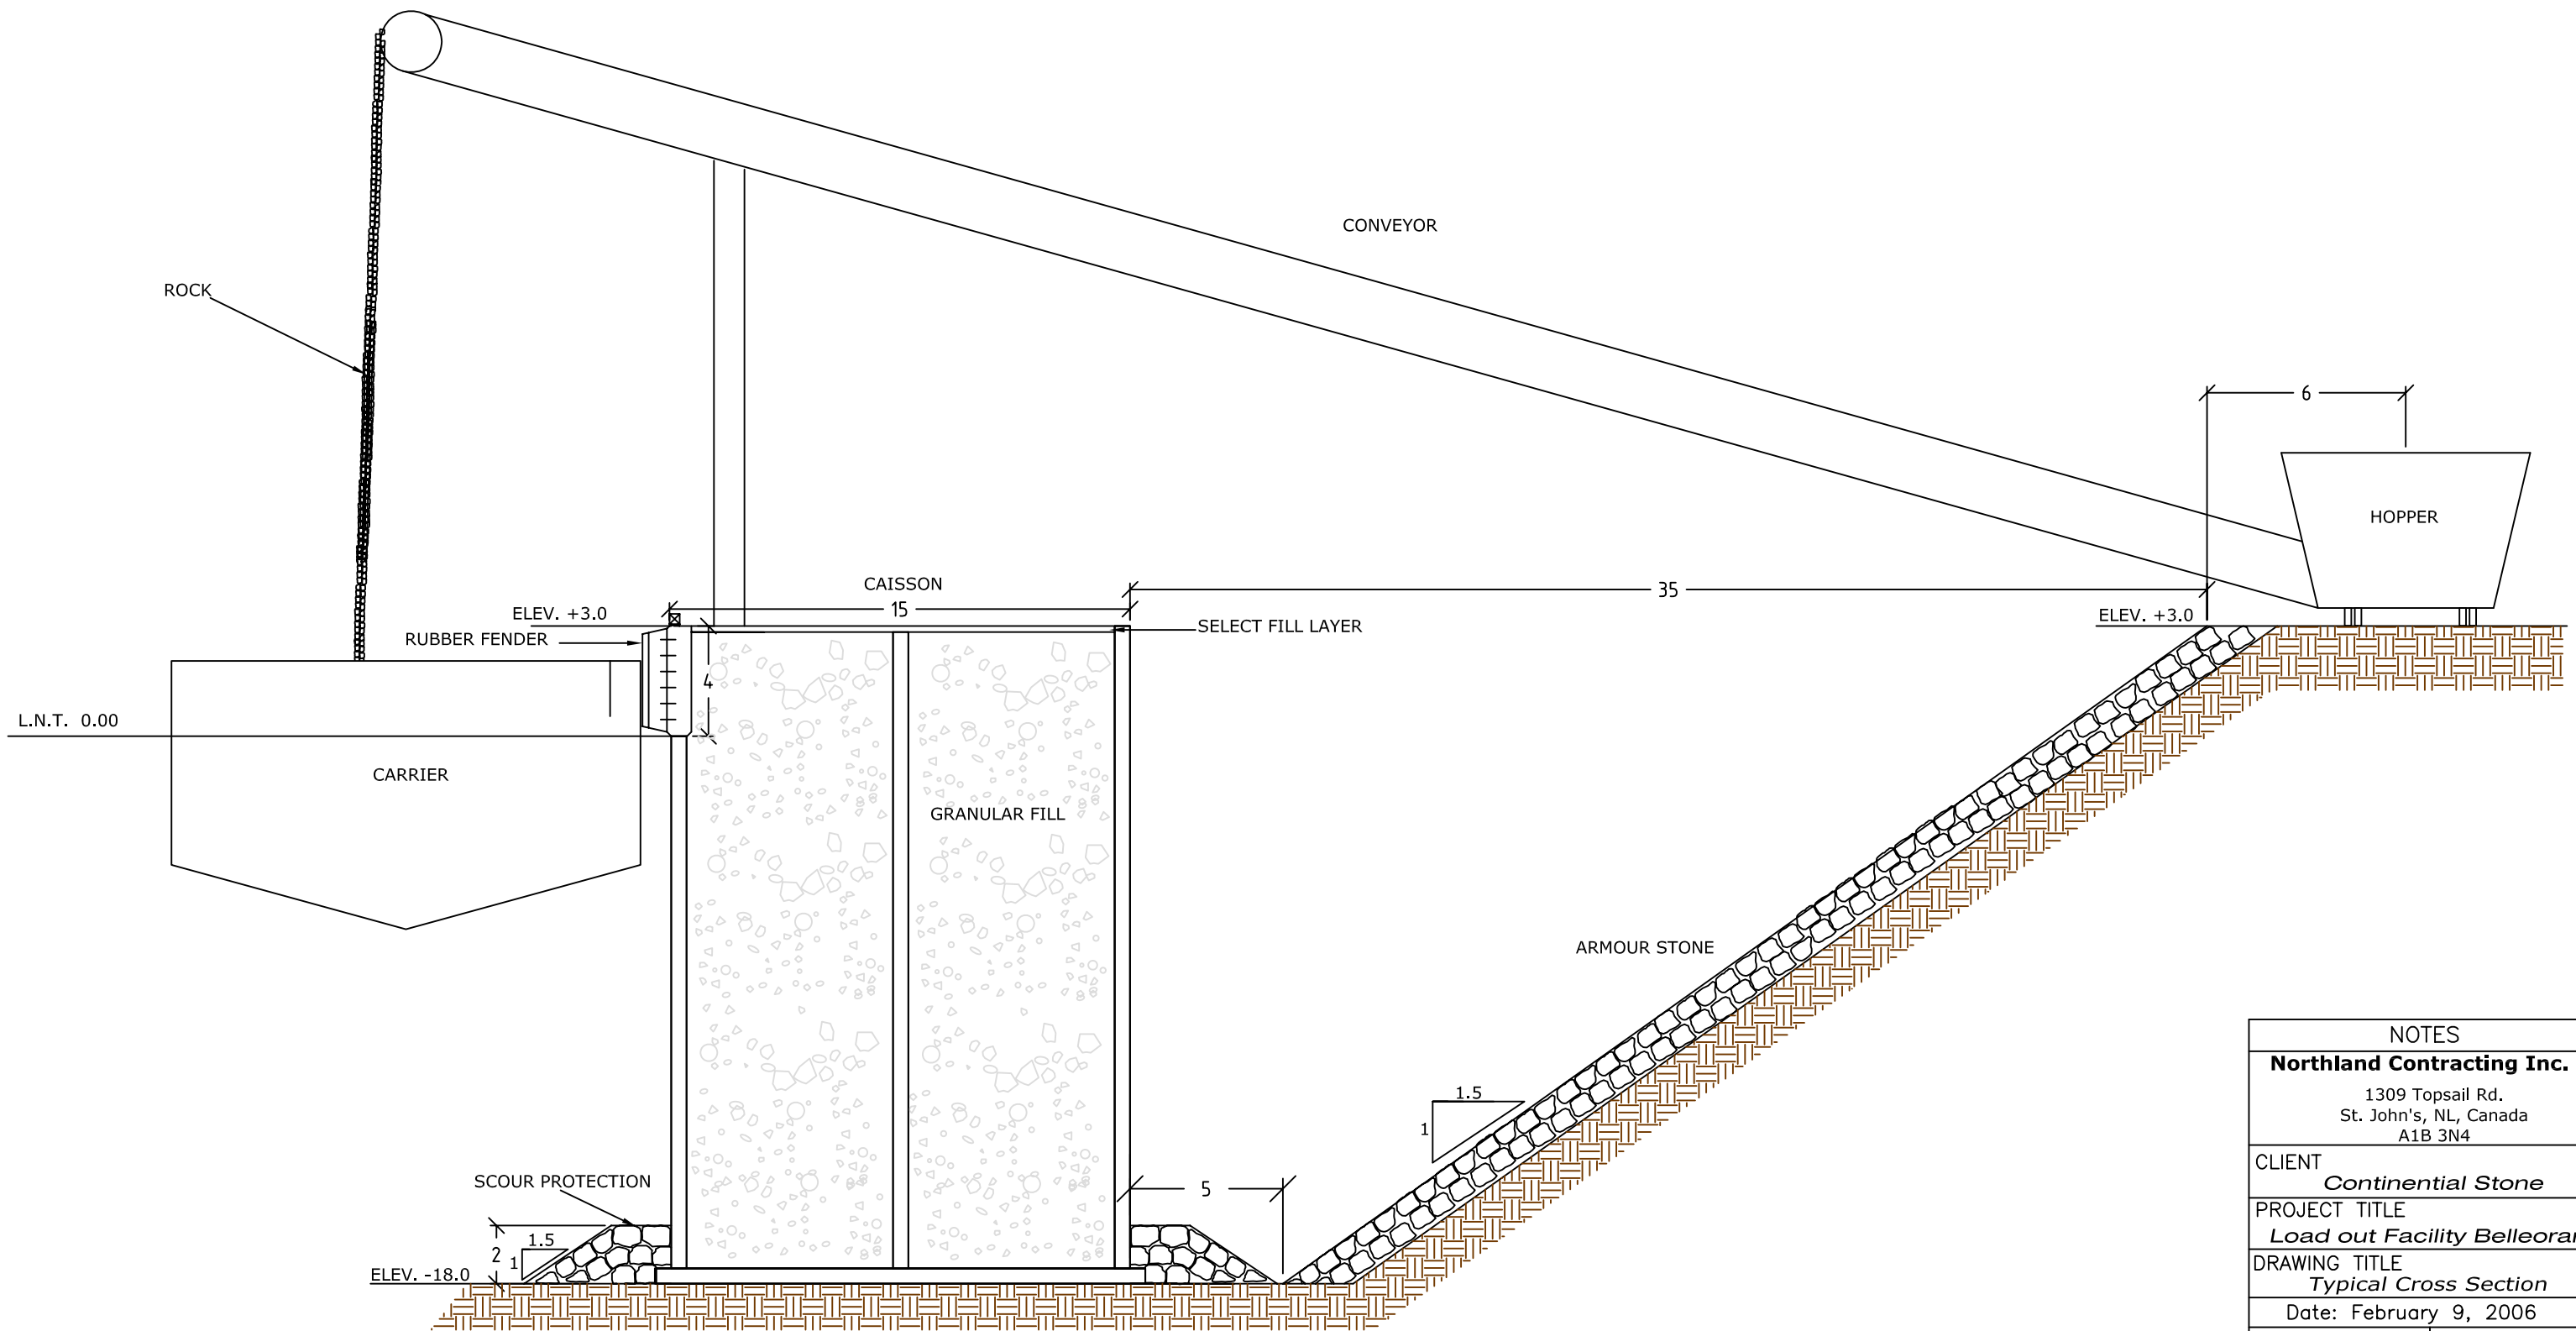 CONVEYOR
ROCK
6
HOPPER
CAISSON
15
35
ELEV. +3.0
ELEV. +3.0
RUBBER FENDER
SELECT FILL LAYER
4
L.N.T. 0.00
CARRIER
GRANULAR FILL
ARMOUR STONE
1.5
1
SCOUR PROTECTION
5
2
1.5
1
ELEV. -18.0
NOTES
Northland Contracting Inc.
1309 Topsail Rd.
St. John's, NL, Canada
A1B 3N4
CLIENT
Continential Stone
PROJECT TITLE
Load out Facility Belleoram
DRAWING TITLE
Typical Cross Section
Date: February 9, 2006